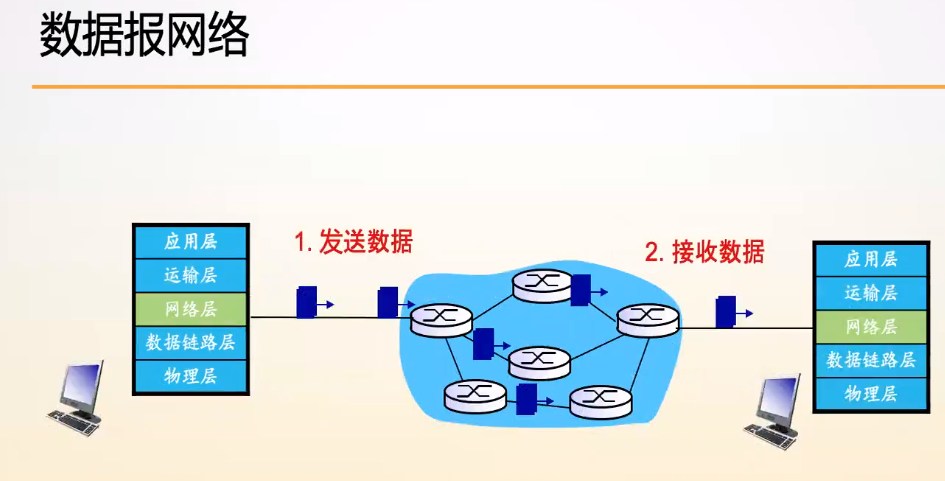 数据报网络
1. 发送数据
2. 接收数据
应用层
运输层
网络层
数据链路层
物理层
应用层
运输层
网络层
数据链路层
物理层